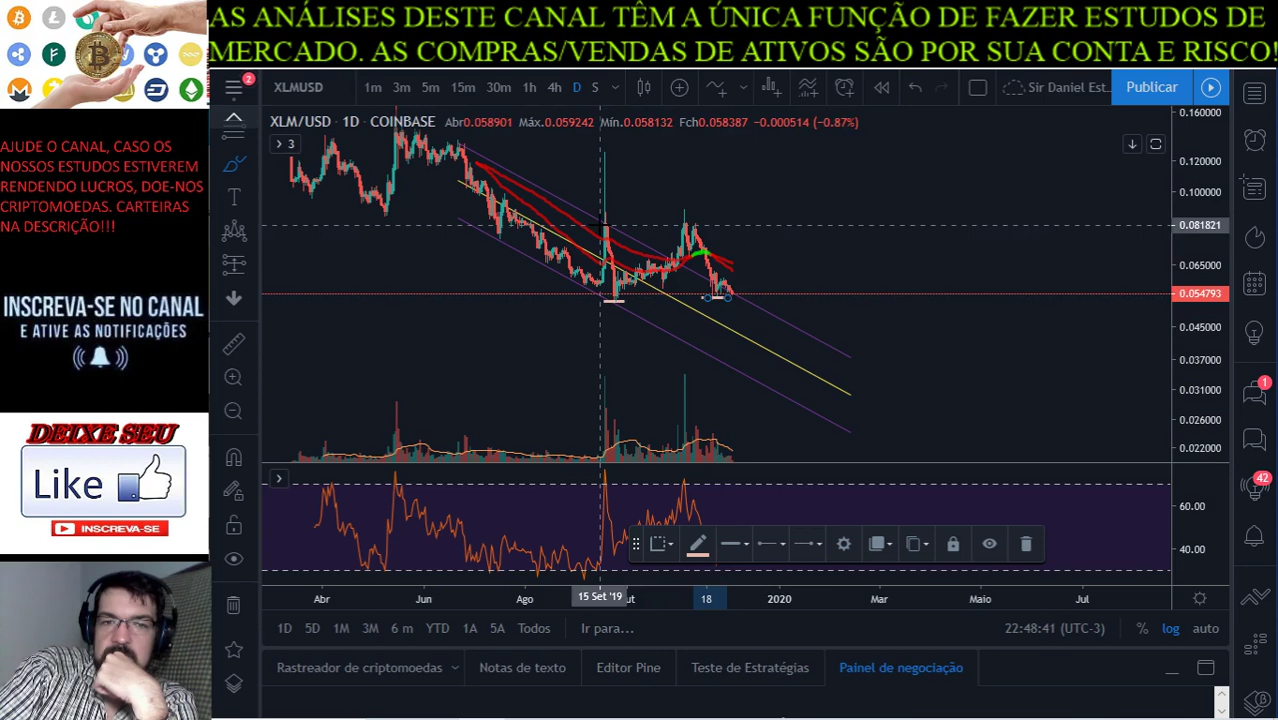 AS ANÁLISES DESTE CANAL TÊM A ÚNICA FUNÇÃO DE FAZER ESTUDOS DE
MERCADO. AS COMPRAS/VENDAS DE ATIVOS SÃO POR SUA CONTA E RISCO!
2
XLMUSD 1m 3m 5m 15m 30m 1h 4h D S Sir Daniel Est... Publicar
XLM/USD 1D COINBASE Abr0.058901 Máx.0.059242 Mín.0.058132 Fch0.058387 −0.000514 (−0.87%)
3
AJUDE O CANAL, CASO OS
NOSSOS ESTUDOS ESTIVEREM
RENDENDO LUCROS, DOE-NOS
CRIPTOMOEDAS. CARTEIRAS
NA DESCRIÇÃO!!!
INSCREVA-SE NO CANAL
E ATIVE AS NOTIFICAÇÕES
DEIXE SEU
Like
INSCREVA-SE
0.160000
0.120000
0.100000
0.081821
0.065000
0.054793
0.045000
0.037000
0.031000
0.026000
0.022000
60.00
40.00
1
42
Abr Jun Ago 15 Set '19 ut 18 2020 Mar Maio Jul
1D 5D 1M 3M 6 m YTD 1A 5A Todos Ir para... 22:48:41 (UTC-3) % log auto
Rastreador de criptomoedas Notas de texto Editor Pine Teste de Estratégias Painel de negociação